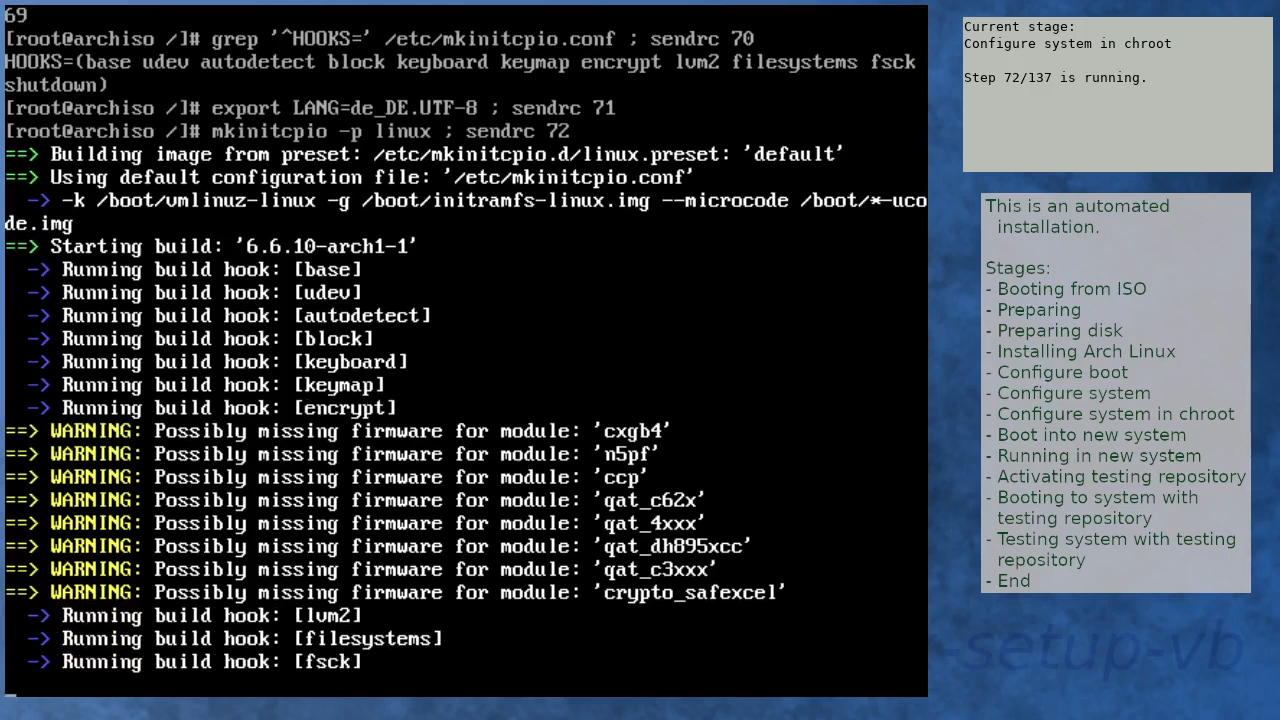 69
[root@archiso /]# grep '^HOOKS=' /etc/mkinitcpio.conf ; sendrc 70
HOOKS=(base udev autodetect block keyboard keymap encrypt lvm2 filesystems fsck
shutdown)
[root@archiso /]# export LANG=de_DE.UTF-8 ; sendrc 71
[root@archiso /]# mkinitcpio -p linux ; sendrc 72
==> Building image from preset: /etc/mkinitcpio.d/linux.preset: 'default'
==> Using default configuration file: '/etc/mkinitcpio.conf'
  -> -k /boot/vmlinuz-linux -g /boot/initramfs-linux.img --microcode /boot/*-uco
de.img
==> Starting build: '6.6.10-arch1-1'
  -> Running build hook: [base]
  -> Running build hook: [udev]
  -> Running build hook: [autodetect]
  -> Running build hook: [block]
  -> Running build hook: [keyboard]
  -> Running build hook: [keymap]
  -> Running build hook: [encrypt]
==> WARNING: Possibly missing firmware for module: 'cxgb4'
==> WARNING: Possibly missing firmware for module: 'n5pf'
==> WARNING: Possibly missing firmware for module: 'ccp'
==> WARNING: Possibly missing firmware for module: 'qat_c62x'
==> WARNING: Possibly missing firmware for module: 'qat_4xxx'
==> WARNING: Possibly missing firmware for module: 'qat_dh895xcc'
==> WARNING: Possibly missing firmware for module: 'qat_c3xxx'
==> WARNING: Possibly missing firmware for module: 'crypto_safexcel'
  -> Running build hook: [lvm2]
  -> Running build hook: [filesystems]
  -> Running build hook: [fsck]
Current stage:
Configure system in chroot
Step 72/137 is running.
This is an automated
installation.
Stages:
- Booting from ISO
- Preparing
- Preparing disk
- Installing Arch Linux
- Configure boot
- Configure system
- Configure system in chroot
- Boot into new system
- Running in new system
- Activating testing repository
- Booting to system with
testing repository
- Testing system with testing
repository
- End
-setup-vb